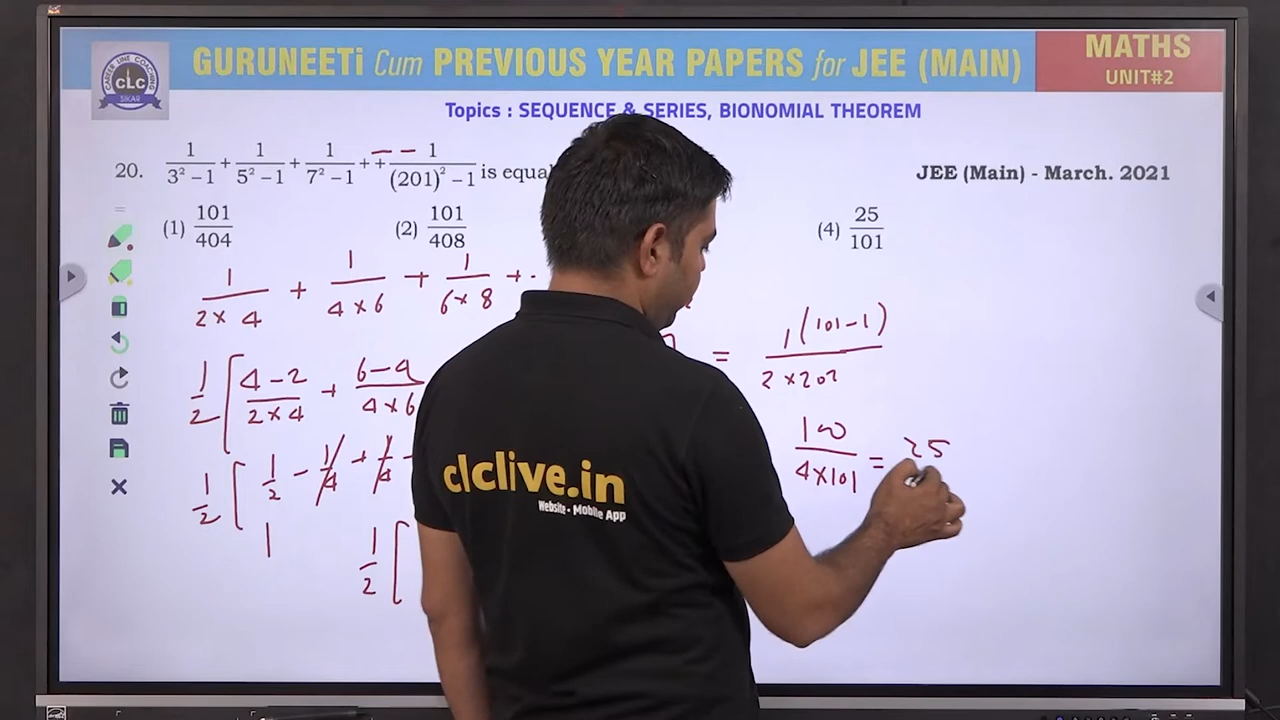 GURUNEETi Cum PREVIOUS YEAR PAPERS for JEE (MAIN)
MATHS
UNIT#2
CLC
SIKAR
Topics : SEQUENCE & SERIES, BIONOMIAL THEOREM
20. 1/(3² − 1) + 1/(5² − 1) + 1/(7² − 1) + + 1/((201)² − 1) is equa
JEE (Main) - March. 2021
(1) 101/404 (2) 101/408 (4) 25/101
1/(2 × 4) + 1/(4 × 6) + 1/(6 × 8) + ·
= 1(101−1)/(2×202)
1/2 [ (4−2)/(2×4) + (6−4)/(4×6)
100/(4×101) = 25
1/2 [ 1/2 − 1/4 + 1/4 −
1/2 [
clclive.in
Website • Mobile App